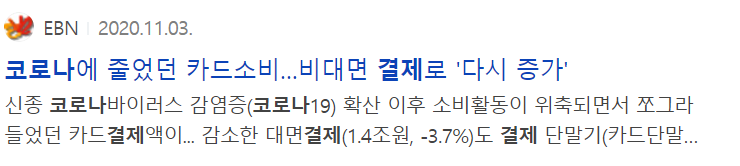 EBN 2020.11.03.
코로나에 줄었던 카드소비...비대면 결제로 '다시 증가'
신종 코로나바이러스 감염증(코로나19) 확산 이후 소비활동이 위축되면서 쪼그라
들었던 카드결제액이... 감소한 대면결제(1.4조원, -3.7%)도 결제 단말기(카드단말...